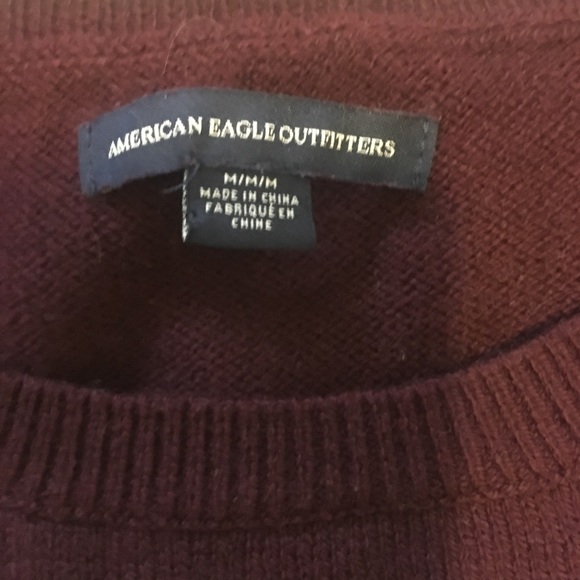 AMERICAN EAGLE OUTFITTERS
M/M/M
MADE IN CHINA
FABRIQUÉ EN
CHINE